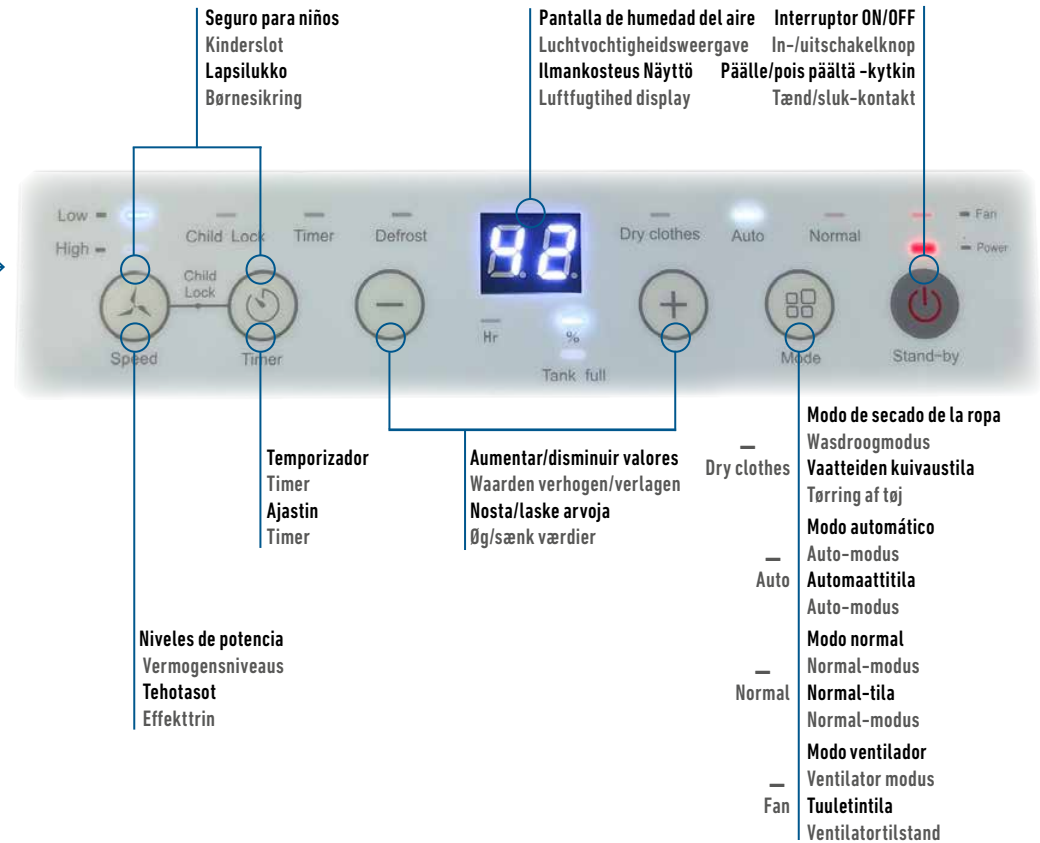 Seguro para niños
Kinderslot
Lapsilukko
Børnesikring
Pantalla de humedad del aire
Luchtvochtigheidsweergave
Ilmankosteus Näyttö
Luftfugtihed display
Interruptor ON/OFF
In-/uitschakelknop
Päälle/pois päältä -kytkin
Tænd/sluk-kontakt
Low
High
Child Lock
Timer
Defrost
42
Dry clothes
Auto
Normal
Fan
Power
Child
Lock
Speed
Timer
Hr
%
Tank full
Mode
Stand-by
Temporizador
Timer
Ajastin
Timer
Aumentar/disminuir valores
Waarden verhogen/verlagen
Nosta/laske arvoja
Øg/sænk værdier
Niveles de potencia
Vermogensniveaus
Tehotasot
Effekttrin
Dry clothes
Modo de secado de la ropa
Wasdroogmodus
Vaatteiden kuivaustila
Tørring af tøj
Auto
Modo automático
Auto-modus
Automaattitila
Auto-modus
Normal
Modo normal
Normal-modus
Normal-tila
Normal-modus
Fan
Modo ventilador
Ventilator modus
Tuuletintila
Ventilatortilstand